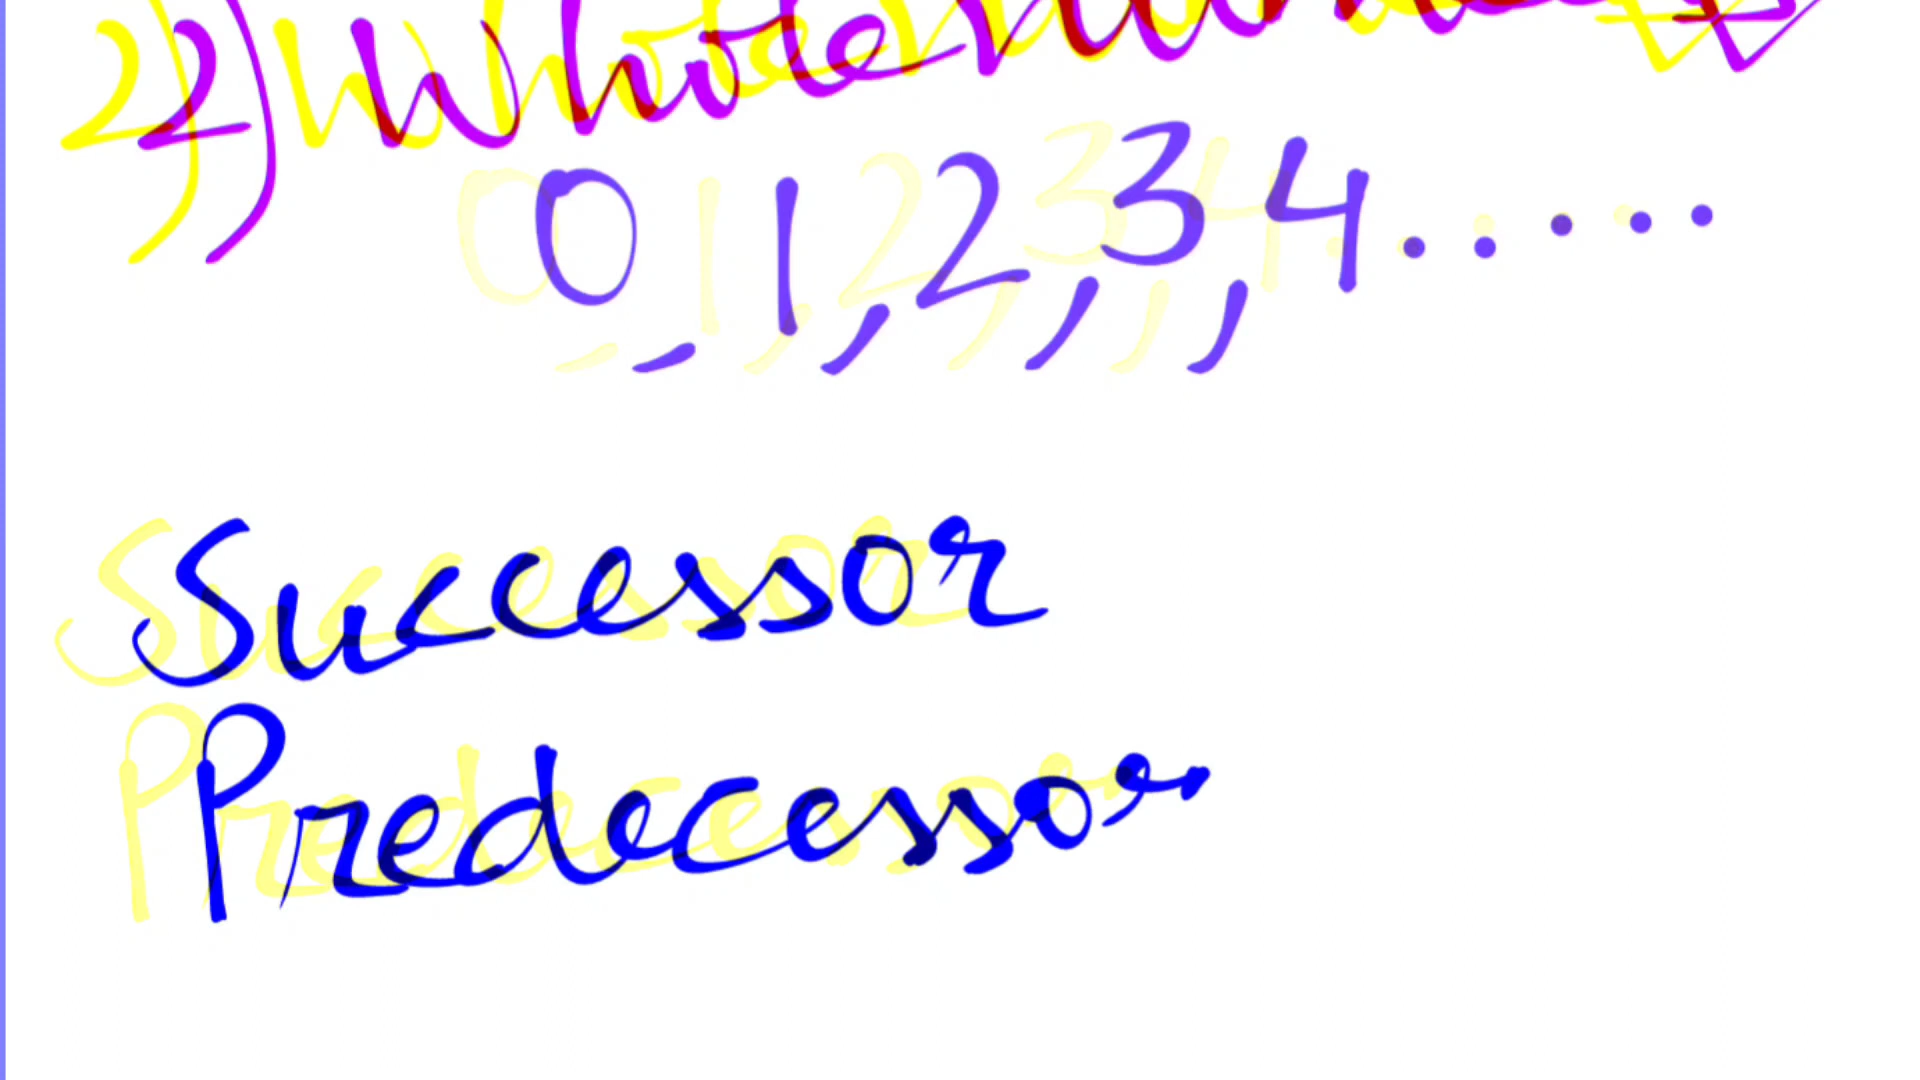 2) Whole numbers
0, 1, 2, 3, 4.....
Successor
Predecessor